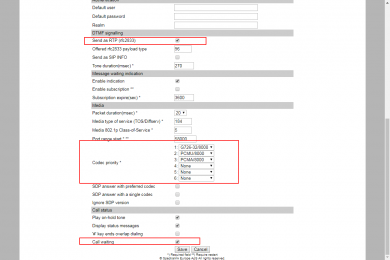 Default user
Default password
Realm
DTMF signalling
Send as RTP (rfc2833)
Offered rfc2833 payload type 96
Send as SIP INFO
Tone duration(msec) * 270
Message waiting indication
Enable indication
Enable subscription **
Subscription expire(sec) * 3600
Media
Packet duration(msec) * 20
Media type of service (TOS/Diffserv) * 184
Media 802.1p Class-of-Service * 5
Port range start * **
Codec priority *
1: G726-32/8000
2: PCMU/8000
3: PCMA/8000
4: None
5: None
6: None
SDP answer with preferred codec
SDP answer with a single codec
Ignore SDP version
Call status
Play on-hold tone
Display status messages
'#' key ends overlap dialing
Call waiting
Save Cancel
*) Required field **) Require restart
All rights reserved.